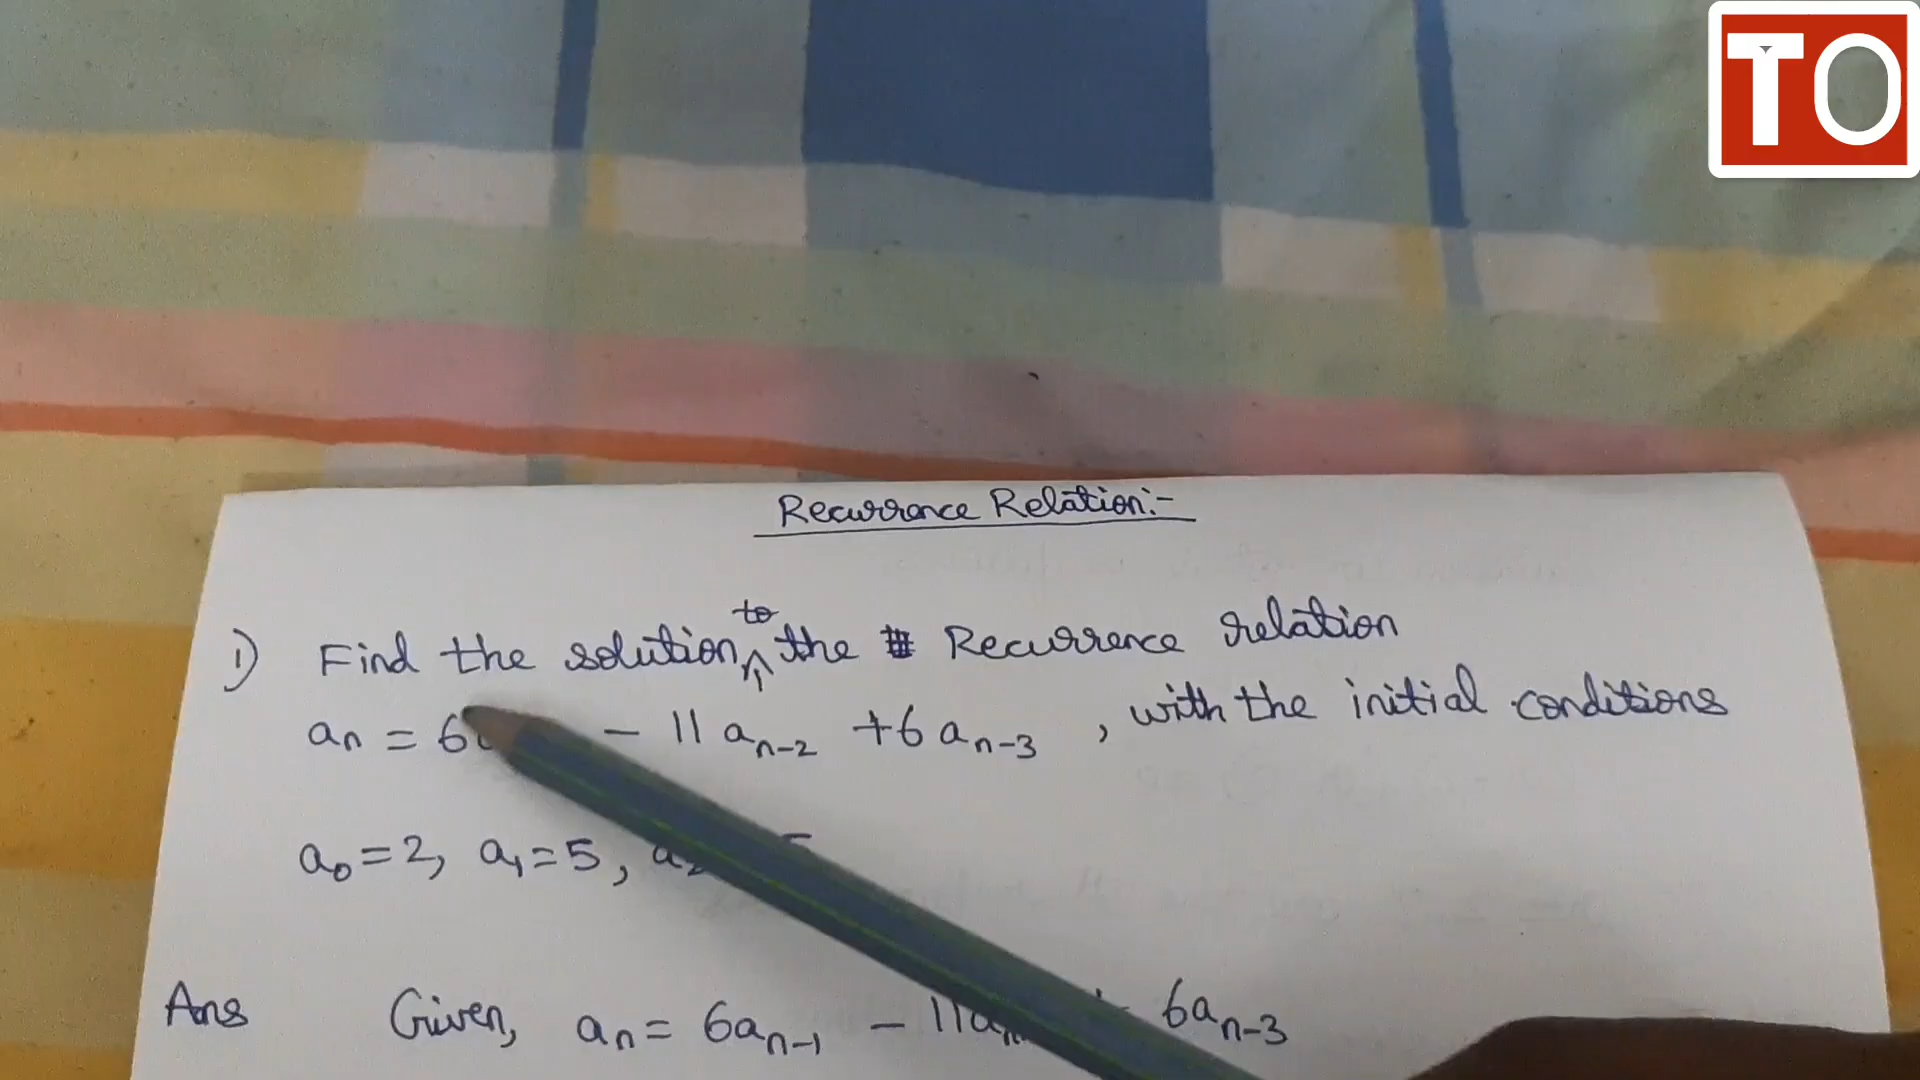 TO
Recurrence Relation:-
1) Find the solution to the Recurrence relation
an = 6 - 11 an-2 +6 an-3 , with the initial conditions
a0 = 2, a1 = 5,
Ans Given, an = 6an-1 - 11a 6an-3